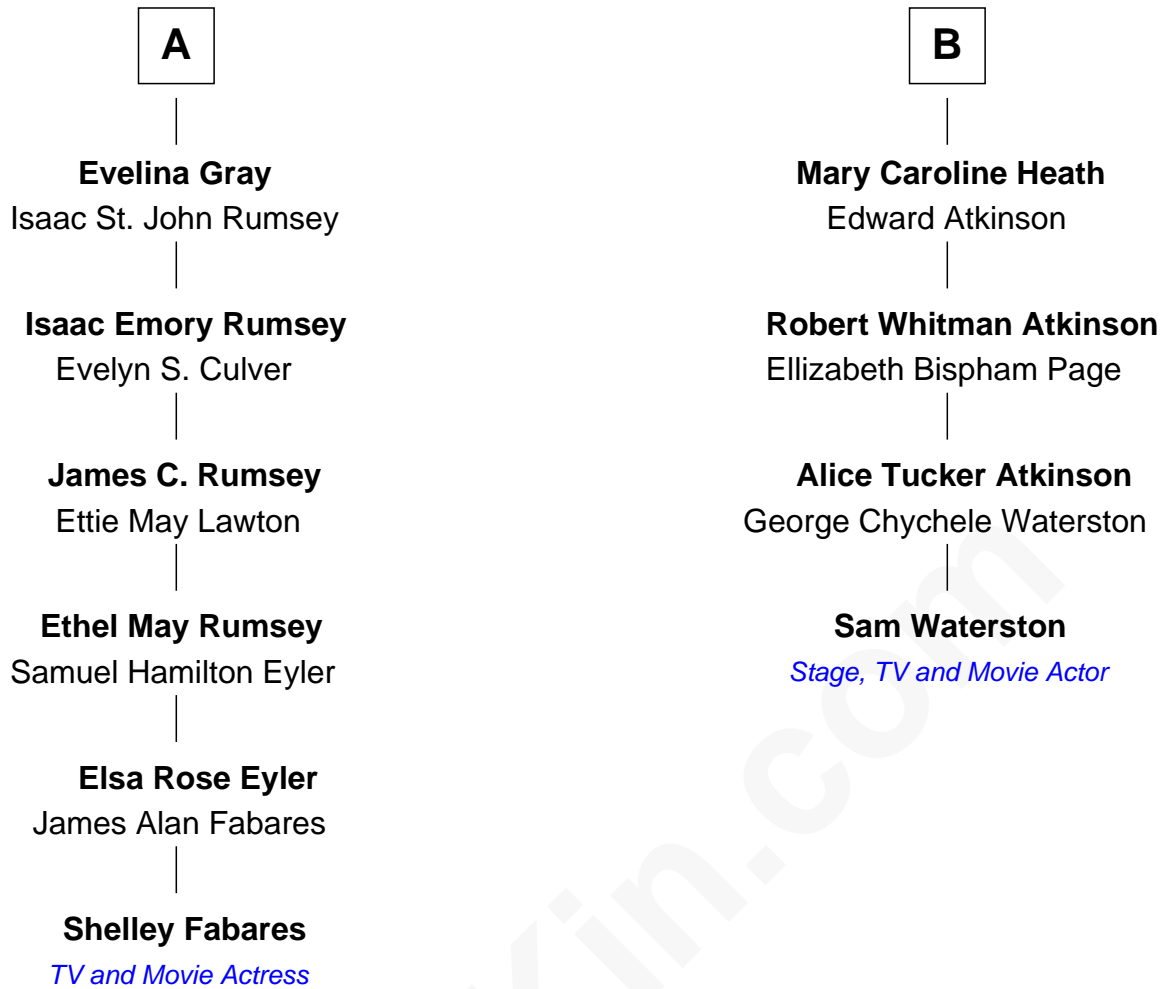 A
Evelina Gray
Isaac St. John Rumsey
Isaac Emory Rumsey
Evelyn S. Culver
James C. Rumsey
Ettie May Lawton
Ethel May Rumsey
Samuel Hamilton Eyler
Elsa Rose Eyler
James Alan Fabares
Shelley Fabares
TV and Movie Actress
B
Mary Caroline Heath
Edward Atkinson
Robert Whitman Atkinson
Ellizabeth Bispham Page
Alice Tucker Atkinson
George Chychele Waterston
Sam Waterston
Stage, TV and Movie Actor
Kin.com